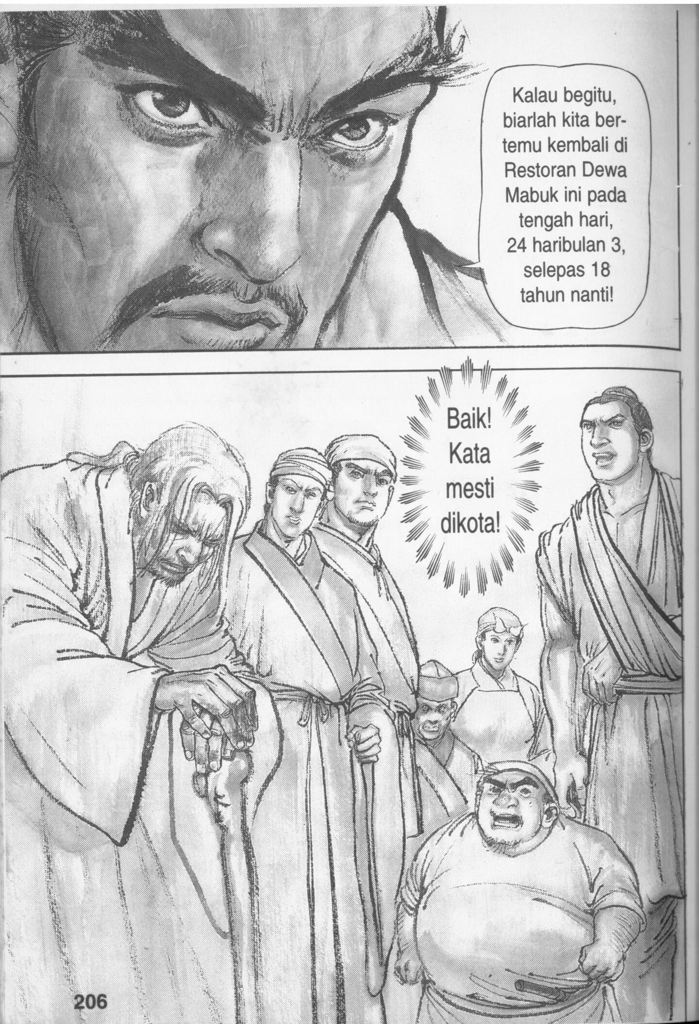 Kalau begitu,
biarlah kita ber-
temu kembali di
Restoran Dewa
Mabuk ini pada
tengah hari,
24 haribulan 3,
selepas 18
tahun nanti!
Baik!
Kata
mesti
dikota!
206